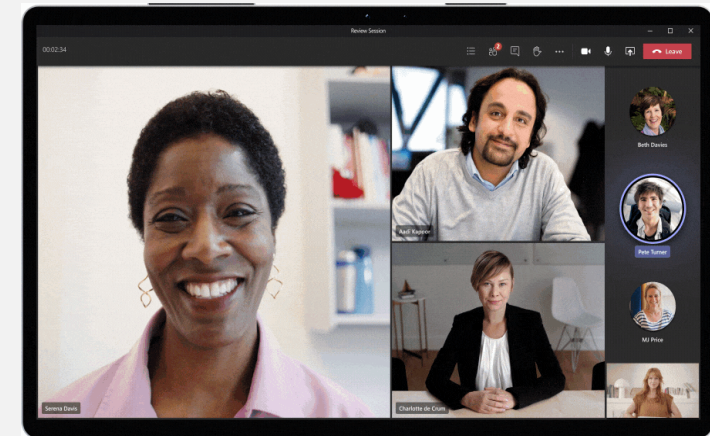 Review Session
00:02:34
2
Leave
Beth Davies
Aadi Kapoor
Pete Turner
MJ Price
Serena Davis
Charlotte de Crum